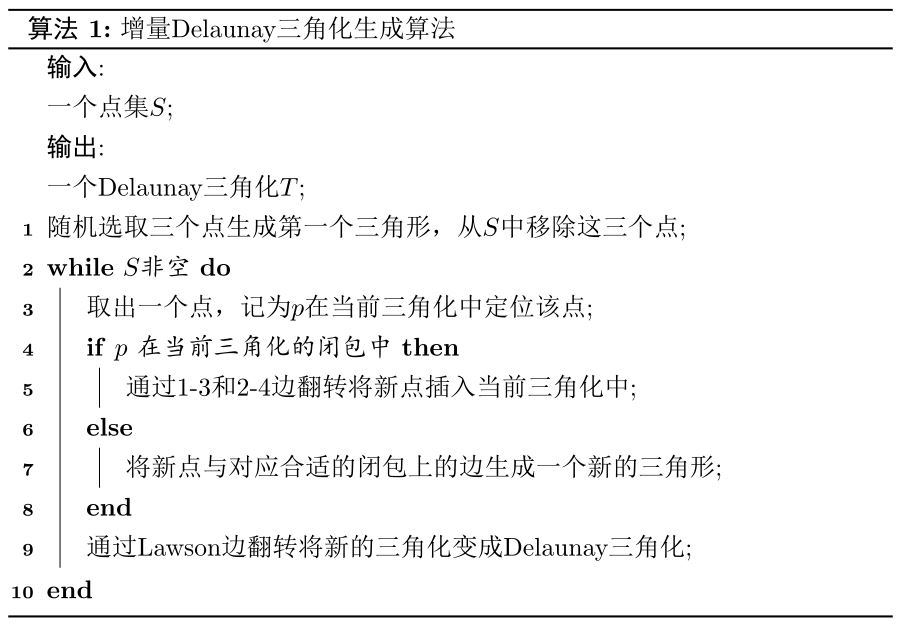 算法 1: 增量Delaunay三角化生成算法
输入:
一个点集S;
输出:
一个Delaunay三角化T;
1 随机选取三个点生成第一个三角形，从S中移除这三个点;
2 while S非空 do
3 取出一个点，记为p在当前三角化中定位该点;
4 if p 在当前三角化的闭包中 then
5 通过1-3和2-4边翻转将新点插入当前三角化中;
6 else
7 将新点与对应合适的闭包上的边生成一个新的三角形;
8 end
9 通过Lawson边翻转将新的三角化变成Delaunay三角化;
10 end